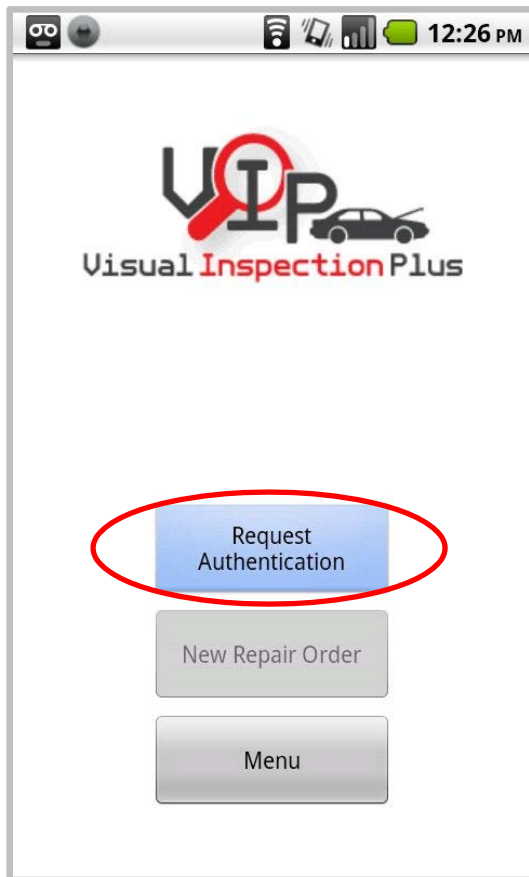 12:26 PM
VIP
Visual Inspection Plus
Request
Authentication
New Repair Order
Menu